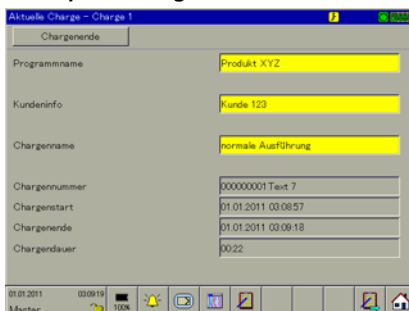 Aktuelle Charge - Charge 1
Chargenende
Programmname Produkt XYZ
Kundeninfo Kunde 123
Chargenname normale Ausführung
Chargennummer 000000001 Text 7
Chargenstart 01.01.2011 03:08:57
Chargenende 01.01.2011 03:09:18
Chargendauer 00:22
01.01.2011 03:09:19
Master 100%